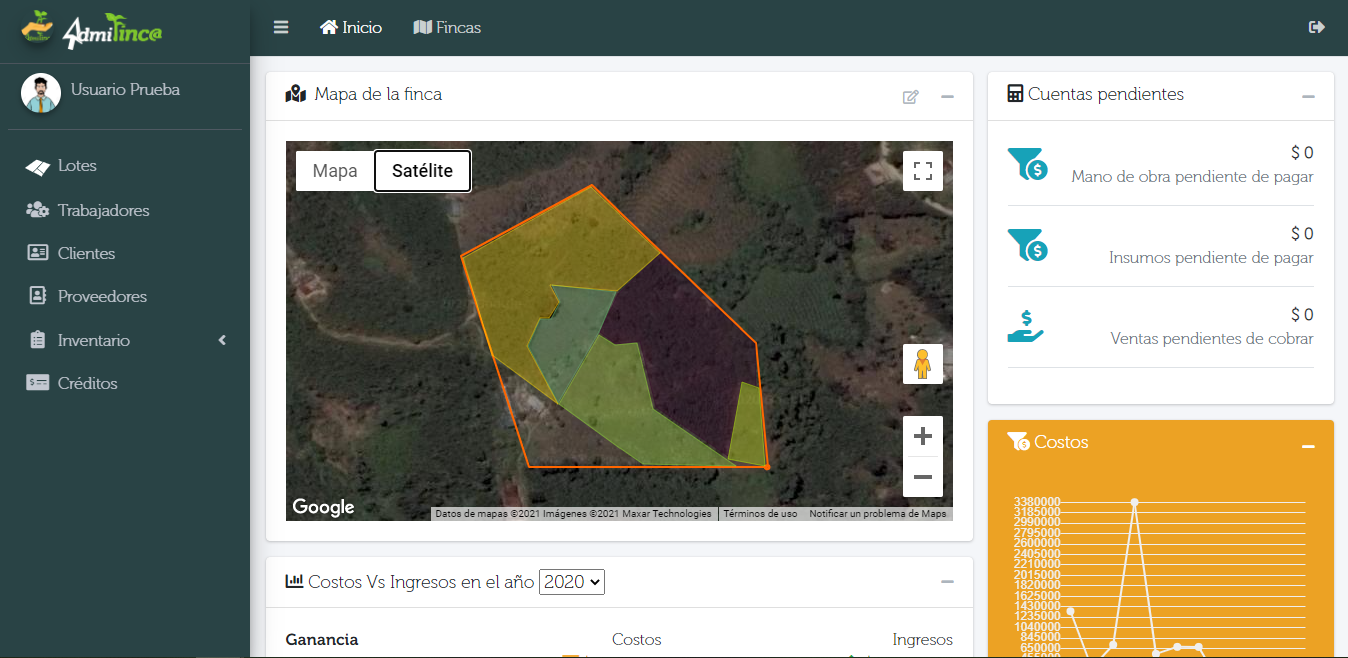 Admifinc@
Inicio
Fincas
Usuario Prueba
Lotes
Trabajadores
Clientes
Proveedores
Inventario
Créditos
Mapa de la finca
Mapa
Satélite
Google
Datos de mapas ©2021 Imágenes ©2021 Maxar Technologies
Términos de uso
Notificar un problema de Maps
Costos Vs Ingresos en el año 2020
Ganancia
Costos
Ingresos
Cuentas pendientes
$ 0
Mano de obra pendiente de pagar
$ 0
Insumos pendiente de pagar
$ 0
Ventas pendientes de cobrar
Costos
3380000
3185000
2990000
2795000
2600000
2405000
2210000
2015000
1820000
1625000
1430000
1235000
1040000
845000
650000
455000